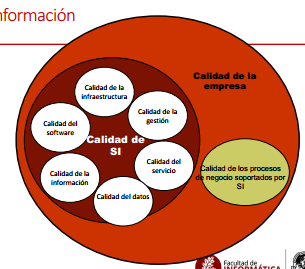 nformación
Calidad de la
empresa
Calidad de la
infraestructura
Calidad de la
gestión
Calidad del
software
Calidad de
SI
Calidad del
servicio
Calidad de la
información
Calidad del datos
Calidad de los procesos
de negocio soportados por
SI
Facultad de
INFORMÁTICA